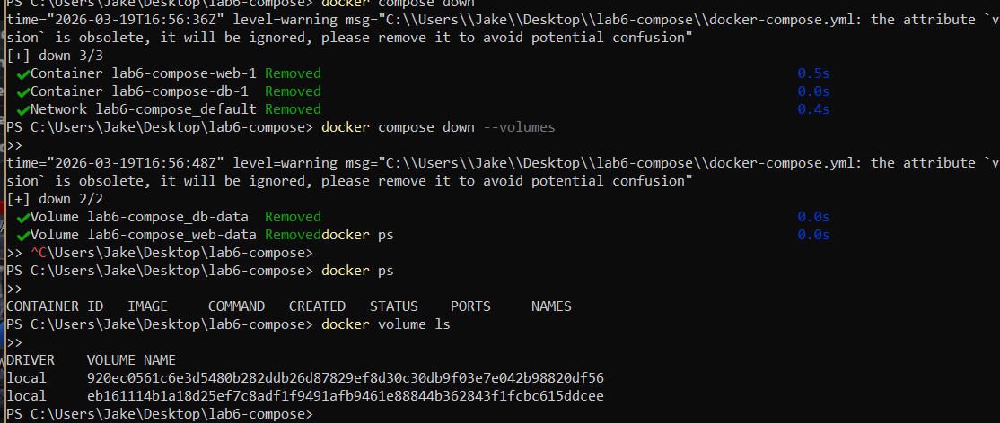 PS C:\Users\Jake\Desktop\lab6-compose> docker compose down
time="2026-03-19T16:56:36Z" level=warning msg="C:\\Users\\Jake\\Desktop\\lab6-compose\\docker-compose.yml: the attribute `v
sion` is obsolete, it will be ignored, please remove it to avoid potential confusion"
[+] down 3/3
✔Container lab6-compose-web-1 Removed 0.5s
✔Container lab6-compose-db-1 Removed 0.0s
✔Network lab6-compose_default Removed 0.4s
PS C:\Users\Jake\Desktop\lab6-compose> docker compose down --volumes
>>
time="2026-03-19T16:56:48Z" level=warning msg="C:\\Users\\Jake\\Desktop\\lab6-compose\\docker-compose.yml: the attribute `v
sion` is obsolete, it will be ignored, please remove it to avoid potential confusion"
[+] down 2/2
✔Volume lab6-compose_db-data Removed 0.0s
✔Volume lab6-compose_web-data Removeddocker ps 0.0s
>> ^C\Users\Jake\Desktop\lab6-compose>
PS C:\Users\Jake\Desktop\lab6-compose> docker ps
>>
CONTAINER ID IMAGE COMMAND CREATED STATUS PORTS NAMES
PS C:\Users\Jake\Desktop\lab6-compose> docker volume ls
>>
DRIVER VOLUME NAME
local 920ec0561c6e3d5480b282ddb26d87829ef8d30c30db9f03e7e042b98820df56
local eb161114b1a18d25ef7c8adf1f9491afb9461e88844b362843f1fcbc615ddcee
PS C:\Users\Jake\Desktop\lab6-compose>